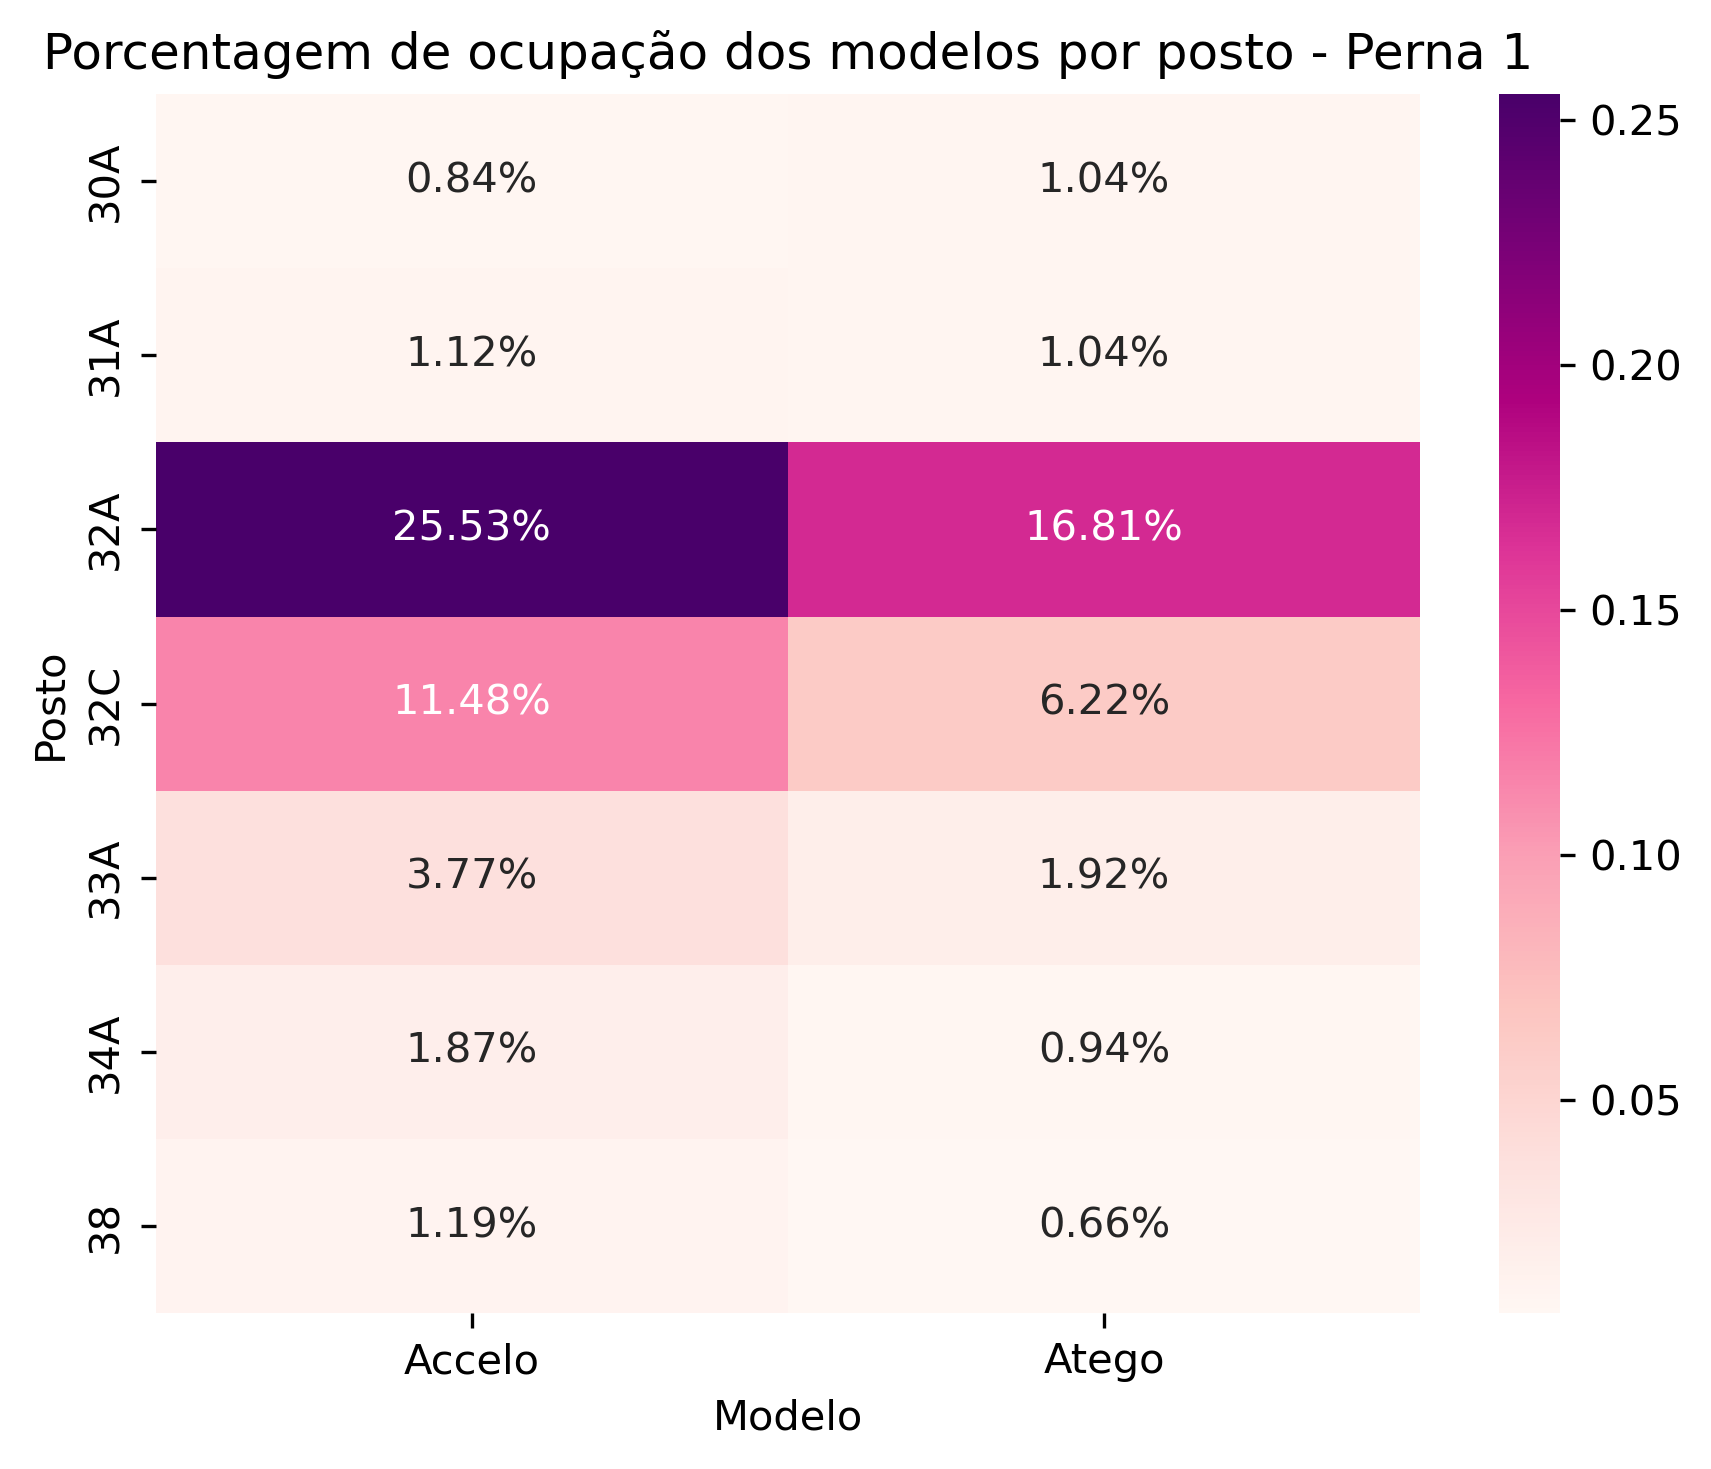 Porcentagem de ocupação dos modelos por posto - Perna 1
30A 0.84% 1.04%
31A 1.12% 1.04%
32A 25.53% 16.81%
32C 11.48% 6.22%
33A 3.77% 1.92%
34A 1.87% 0.94%
38 1.19% 0.66%
Posto
Accelo Atego
Modelo
0.25
0.20
0.15
0.10
0.05